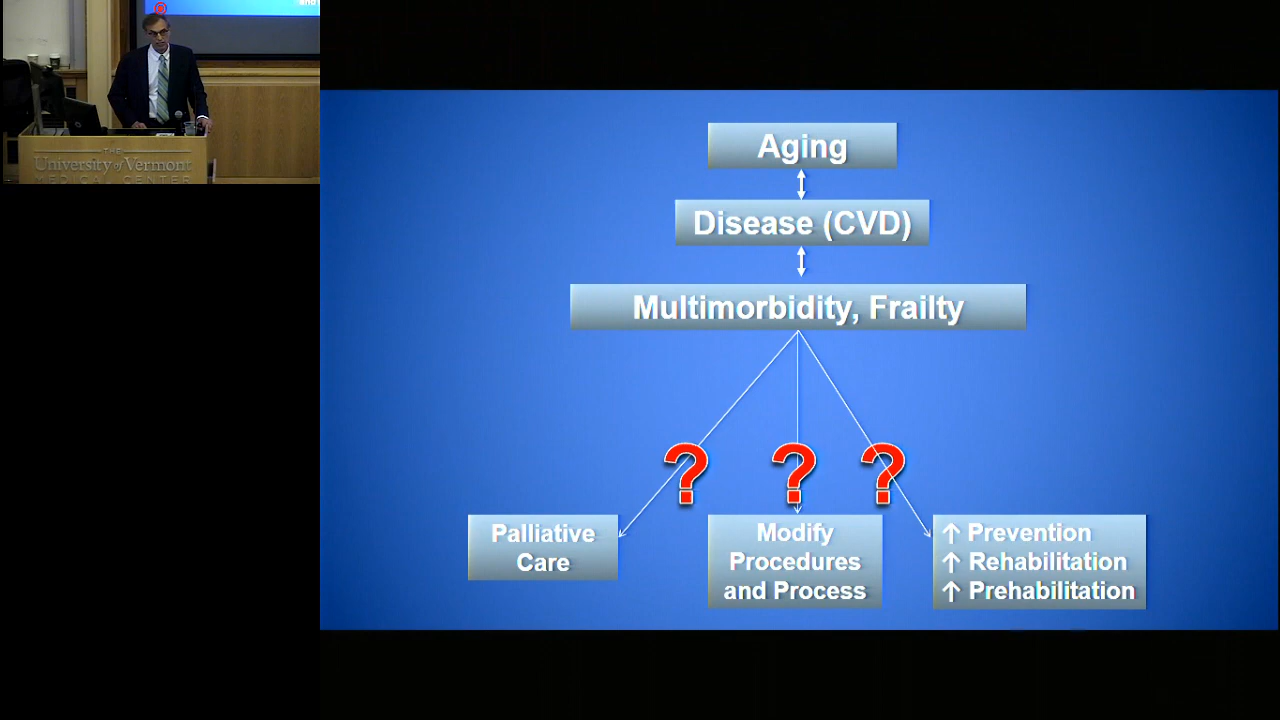 THE
University of Vermont
MEDICAL CENTER
Aging
Disease (CVD)
Multimorbidity, Frailty
? ? ?
Palliative
Care
Modify
Procedures
and Process
↑ Prevention
↑ Rehabilitation
↑ Prehabilitation